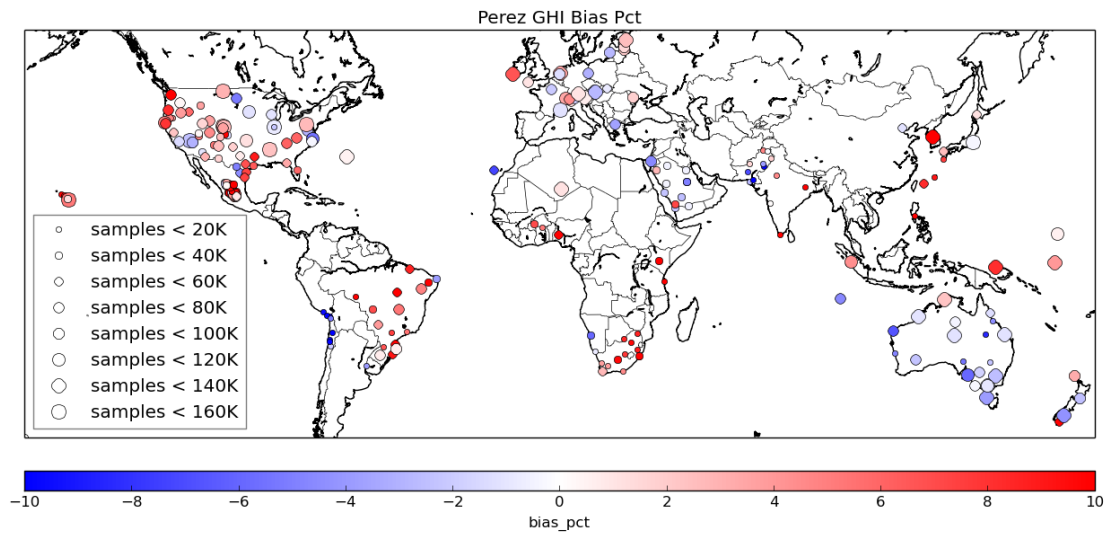 Perez GHI Bias Pct
samples < 20K
samples < 40K
samples < 60K
samples < 80K
samples < 100K
samples < 120K
samples < 140K
samples < 160K
−10 −8 −6 −4 −2 0 2 4 6 8 10
bias_pct